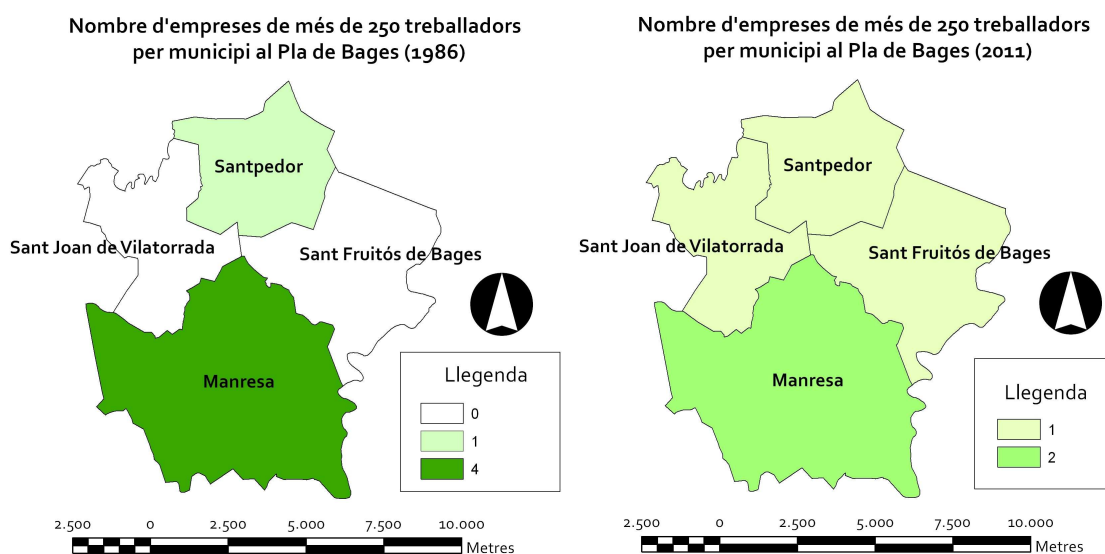 Nombre d'empreses de més de 250 treballadors
per municipi al Pla de Bages (1986)
Santpedor
Sant Joan de Vilatorrada
Sant Fruitós de Bages
Manresa
Llegenda
0
1
4
2.500 0 2.500 5.000 7.500 10.000
Metres
Nombre d'empreses de més de 250 treballadors
per municipi al Pla de Bages (2011)
Santpedor
Sant Joan de Vilatorrada
Sant Fruitós de Bages
Manresa
Llegenda
1
2
2.500 0 2.500 5.000 7.500 10.000
Metres